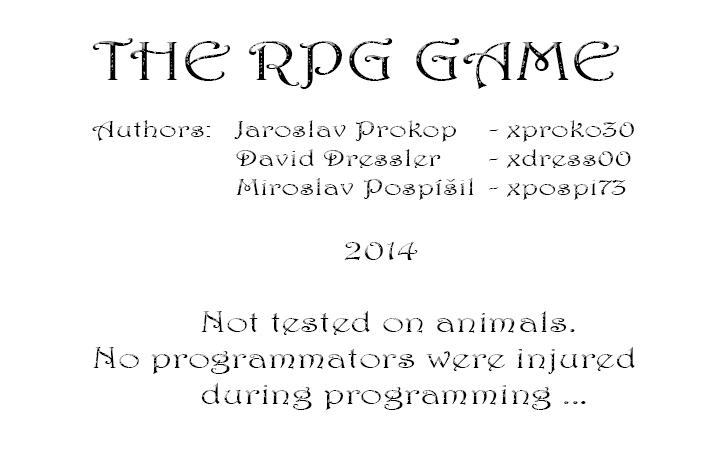 THE RPG GAME
Authors: Jaroslav Prokop - xproko30
David Dressler - xdress00
Miroslav Pospíšil - xpospi73
2014
Not tested on animals.
No programmators were injured
during programming ...